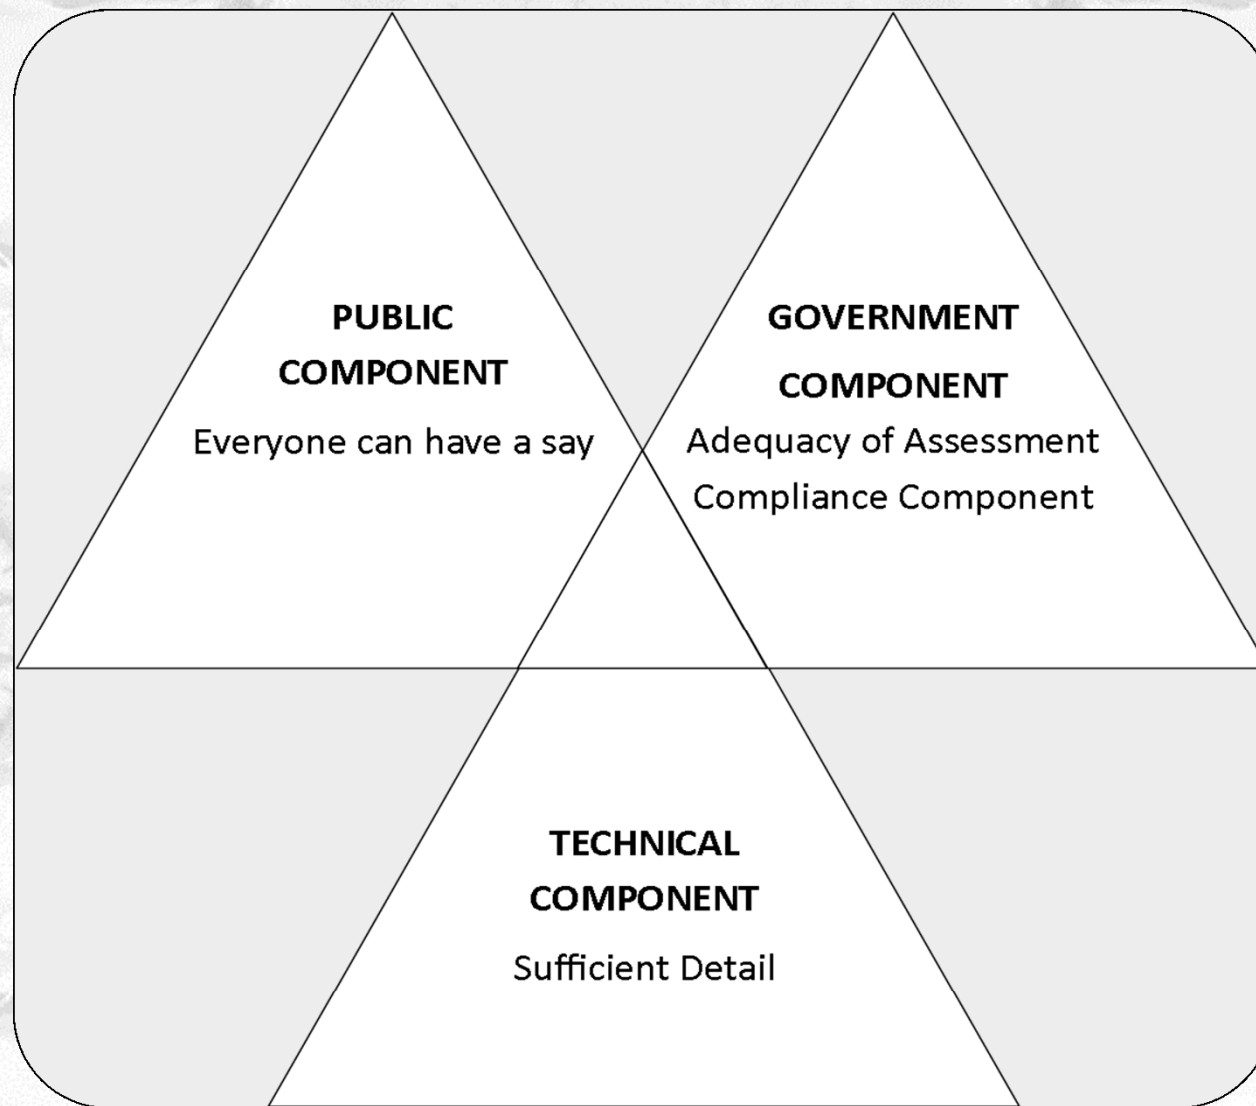 PUBLIC
COMPONENT
Everyone can have a say
GOVERNMENT
COMPONENT
Adequacy of Assessment
Compliance Component
TECHNICAL
COMPONENT
Sufficient Detail